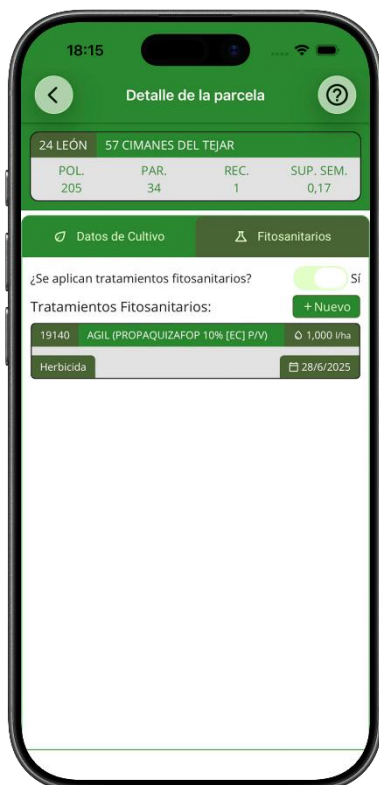 18:15
Detalle de la parcela
24 LEÓN 57 CIMANES DEL TEJAR
POL. PAR. REC. SUP. SEM.
205 34 1 0,17
Datos de Cultivo Fitosanitarios
¿Se aplican tratamientos fitosanitarios? Sí
Tratamientos Fitosanitarios: +Nuevo
19140 AGIL (PROPAQUIZAFOP 10% [EC] P/V) 1,000 l/ha
Herbicida 28/6/2025